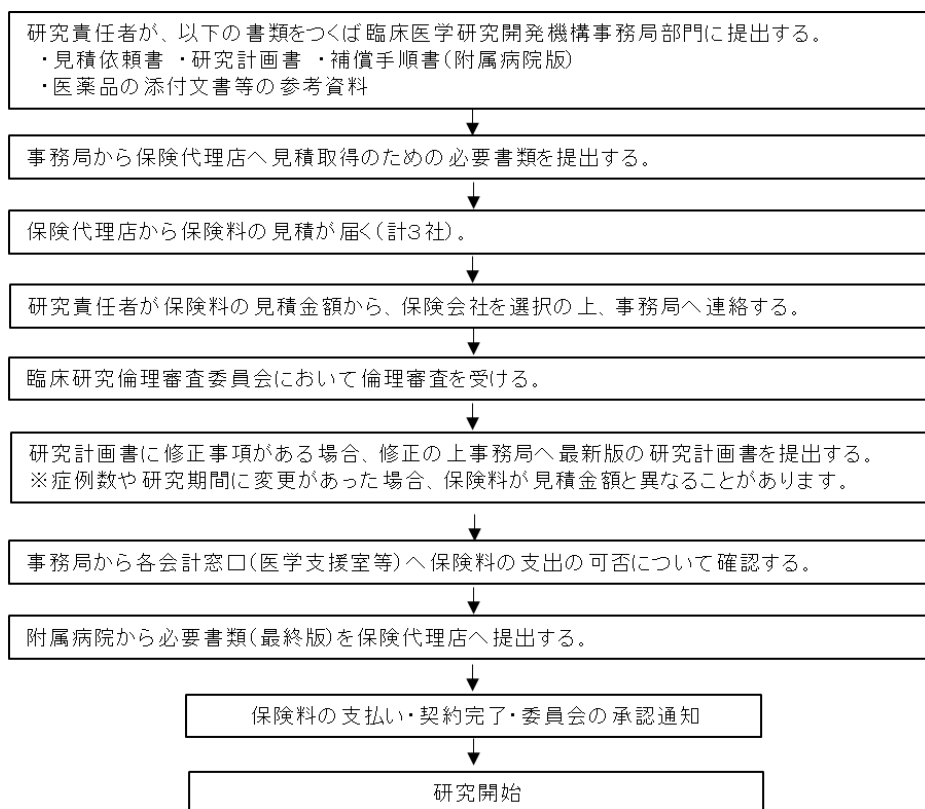 研究責任者が、以下の書類をつくば臨床医学研究開発機構事務局部門に提出する。
・見積依頼書 ・研究計画書 ・補償手順書(附属病院版)
・医薬品の添付文書等の参考資料
事務局から保険代理店へ見積取得のための必要書類を提出する。
保険代理店から保険料の見積が届く(計3社)。
研究責任者が保険料の見積金額から、保険会社を選択の上、事務局へ連絡する。
臨床研究倫理審査委員会において倫理審査を受ける。
研究計画書に修正事項がある場合、修正の上事務局へ最新版の研究計画書を提出する。
※症例数や研究期間に変更があった場合、保険料が見積金額と異なることがあります。
事務局から各会計窓口(医学支援室等)へ保険料の支出の可否について確認する。
附属病院から必要書類(最終版)を保険代理店へ提出する。
保険料の支払い・契約完了・委員会の承認通知
研究開始